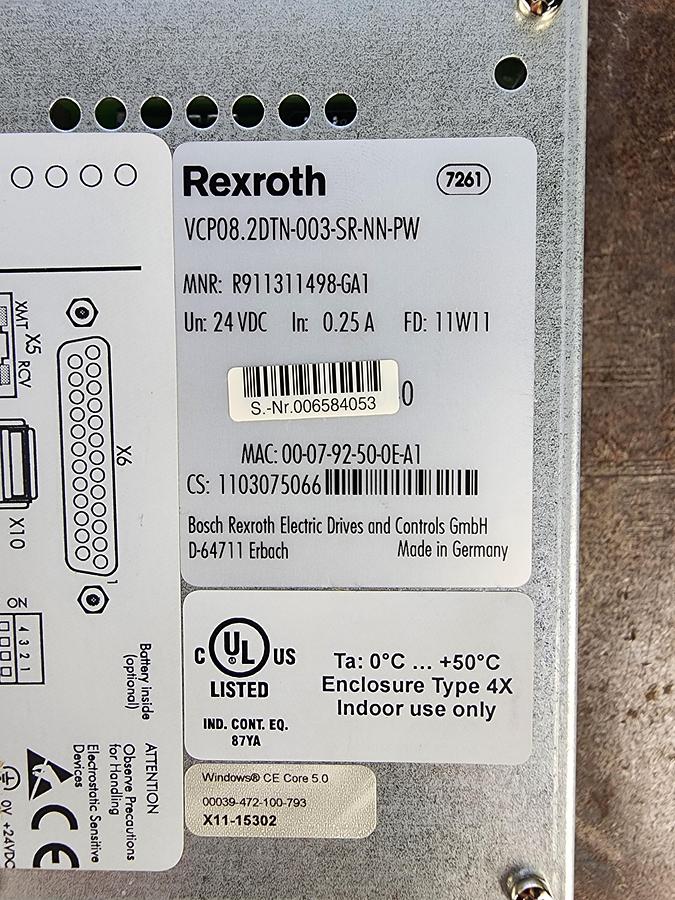 Rexroth 7261
VCP08.2DTN-003-SR-NN-PW
MNR: R911311498-GA1
Un: 24 VDC In: 0.25 A FD: 11W11
0
S.-Nr.006584053
MAC: 00-07-92-50-0E-A1
CS: 1103075066
Bosch Rexroth Electric Drives and Controls GmbH
D-64711 Erbach Made in Germany
C UL US
®
LISTED
IND. CONT. EQ.
87YA
Ta: 0°C ... +50°C
Enclosure Type 4X
Indoor use only
Windows® CE Core 5.0
00039-472-100-793
X11-15302
XMT
X5
RCV
X6
1
X10
ON
4 3 2 1
Battery inside
(optional)
ATTENTION
Observe Precautions
for Handling
Electrostatic Sensitive
Devices
CE
0V +24VDC